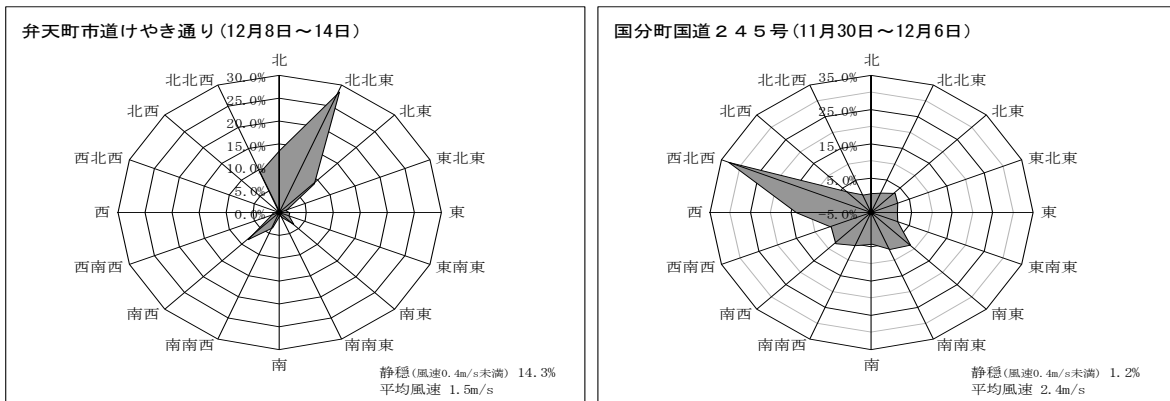 弁天町市道けやき通り(12月8日～14日)
北
30.0%
25.0%
20.0%
15.0%
10.0%
5.0%
0.0%
北北東
北東
東北東
東
東南東
南東
南南東
南
南南西
南西
西南西
西
西北西
北西
北北西
静穏(風速0.4m/s未満) 14.3%
平均風速 1.5m/s
国分町国道２４５号(11月30日～12月6日)
北
35.0%
25.0%
15.0%
5.0%
-5.0%
北北東
北東
東北東
東
東南東
南東
南南東
南
南南西
南西
西南西
西
西北西
北西
北北西
静穏(風速0.4m/s未満) 1.2%
平均風速 2.4m/s